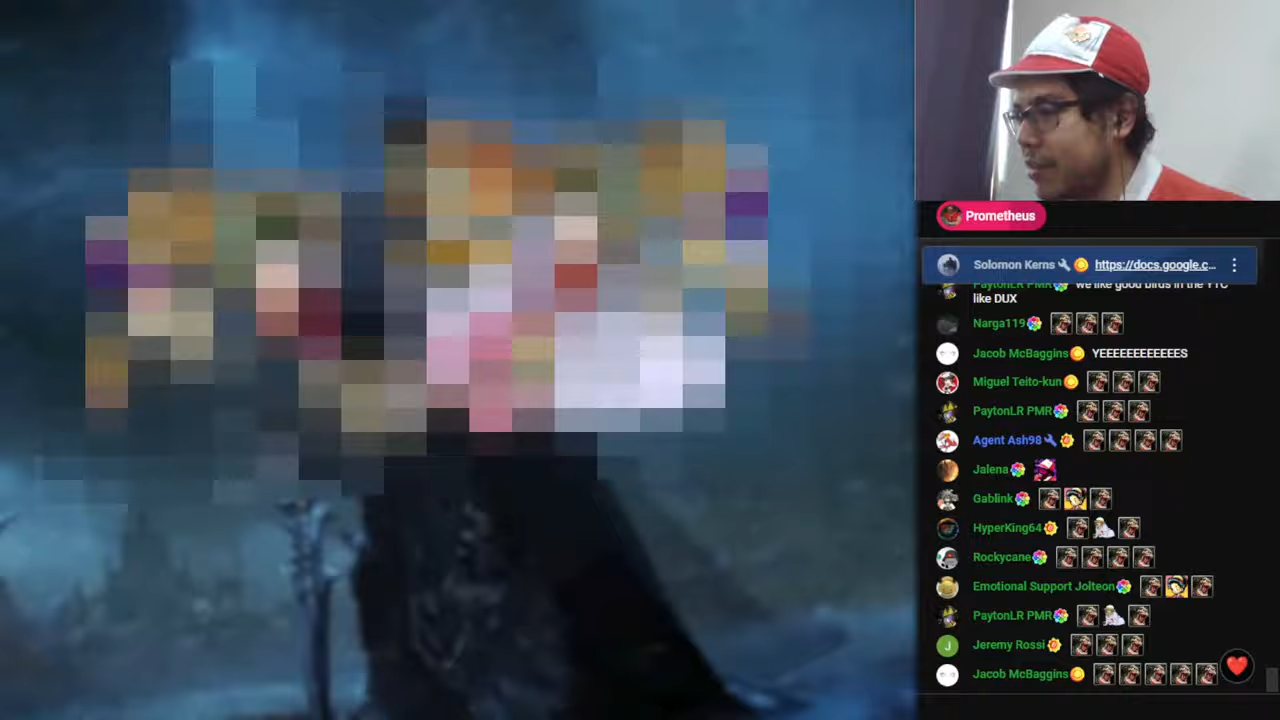 Prometheus
Solomon Kerns https://docs.google.c...
PaytonLR PMR we like good birds in the YTC
like DUX
Narga119
Jacob McBaggins YEEEEEEEEEEEES
Miguel Teito-kun
PaytonLR PMR
Agent Ash98
Jalena
Gablink
HyperKing64
Rockycane
Emotional Support Jolteon
PaytonLR PMR
J Jeremy Rossi
Jacob McBaggins